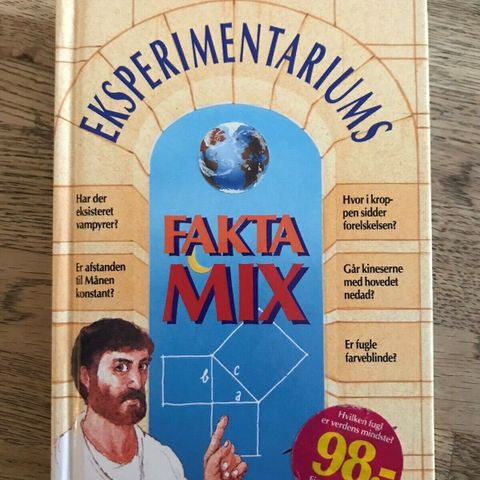 EKSPERIMENTARIUMS
Har der
eksisteret
vampyrer?
Er afstanden
til Månen
konstant?
Hvor i krop-
pen sidder
forelskelsen?
Går kineserne
med hovedet
nedad?
Er fugle
farveblinde?
FAKTA
MIX
b
c
a
Hvilken fugl
er verdens mindste?
98,-